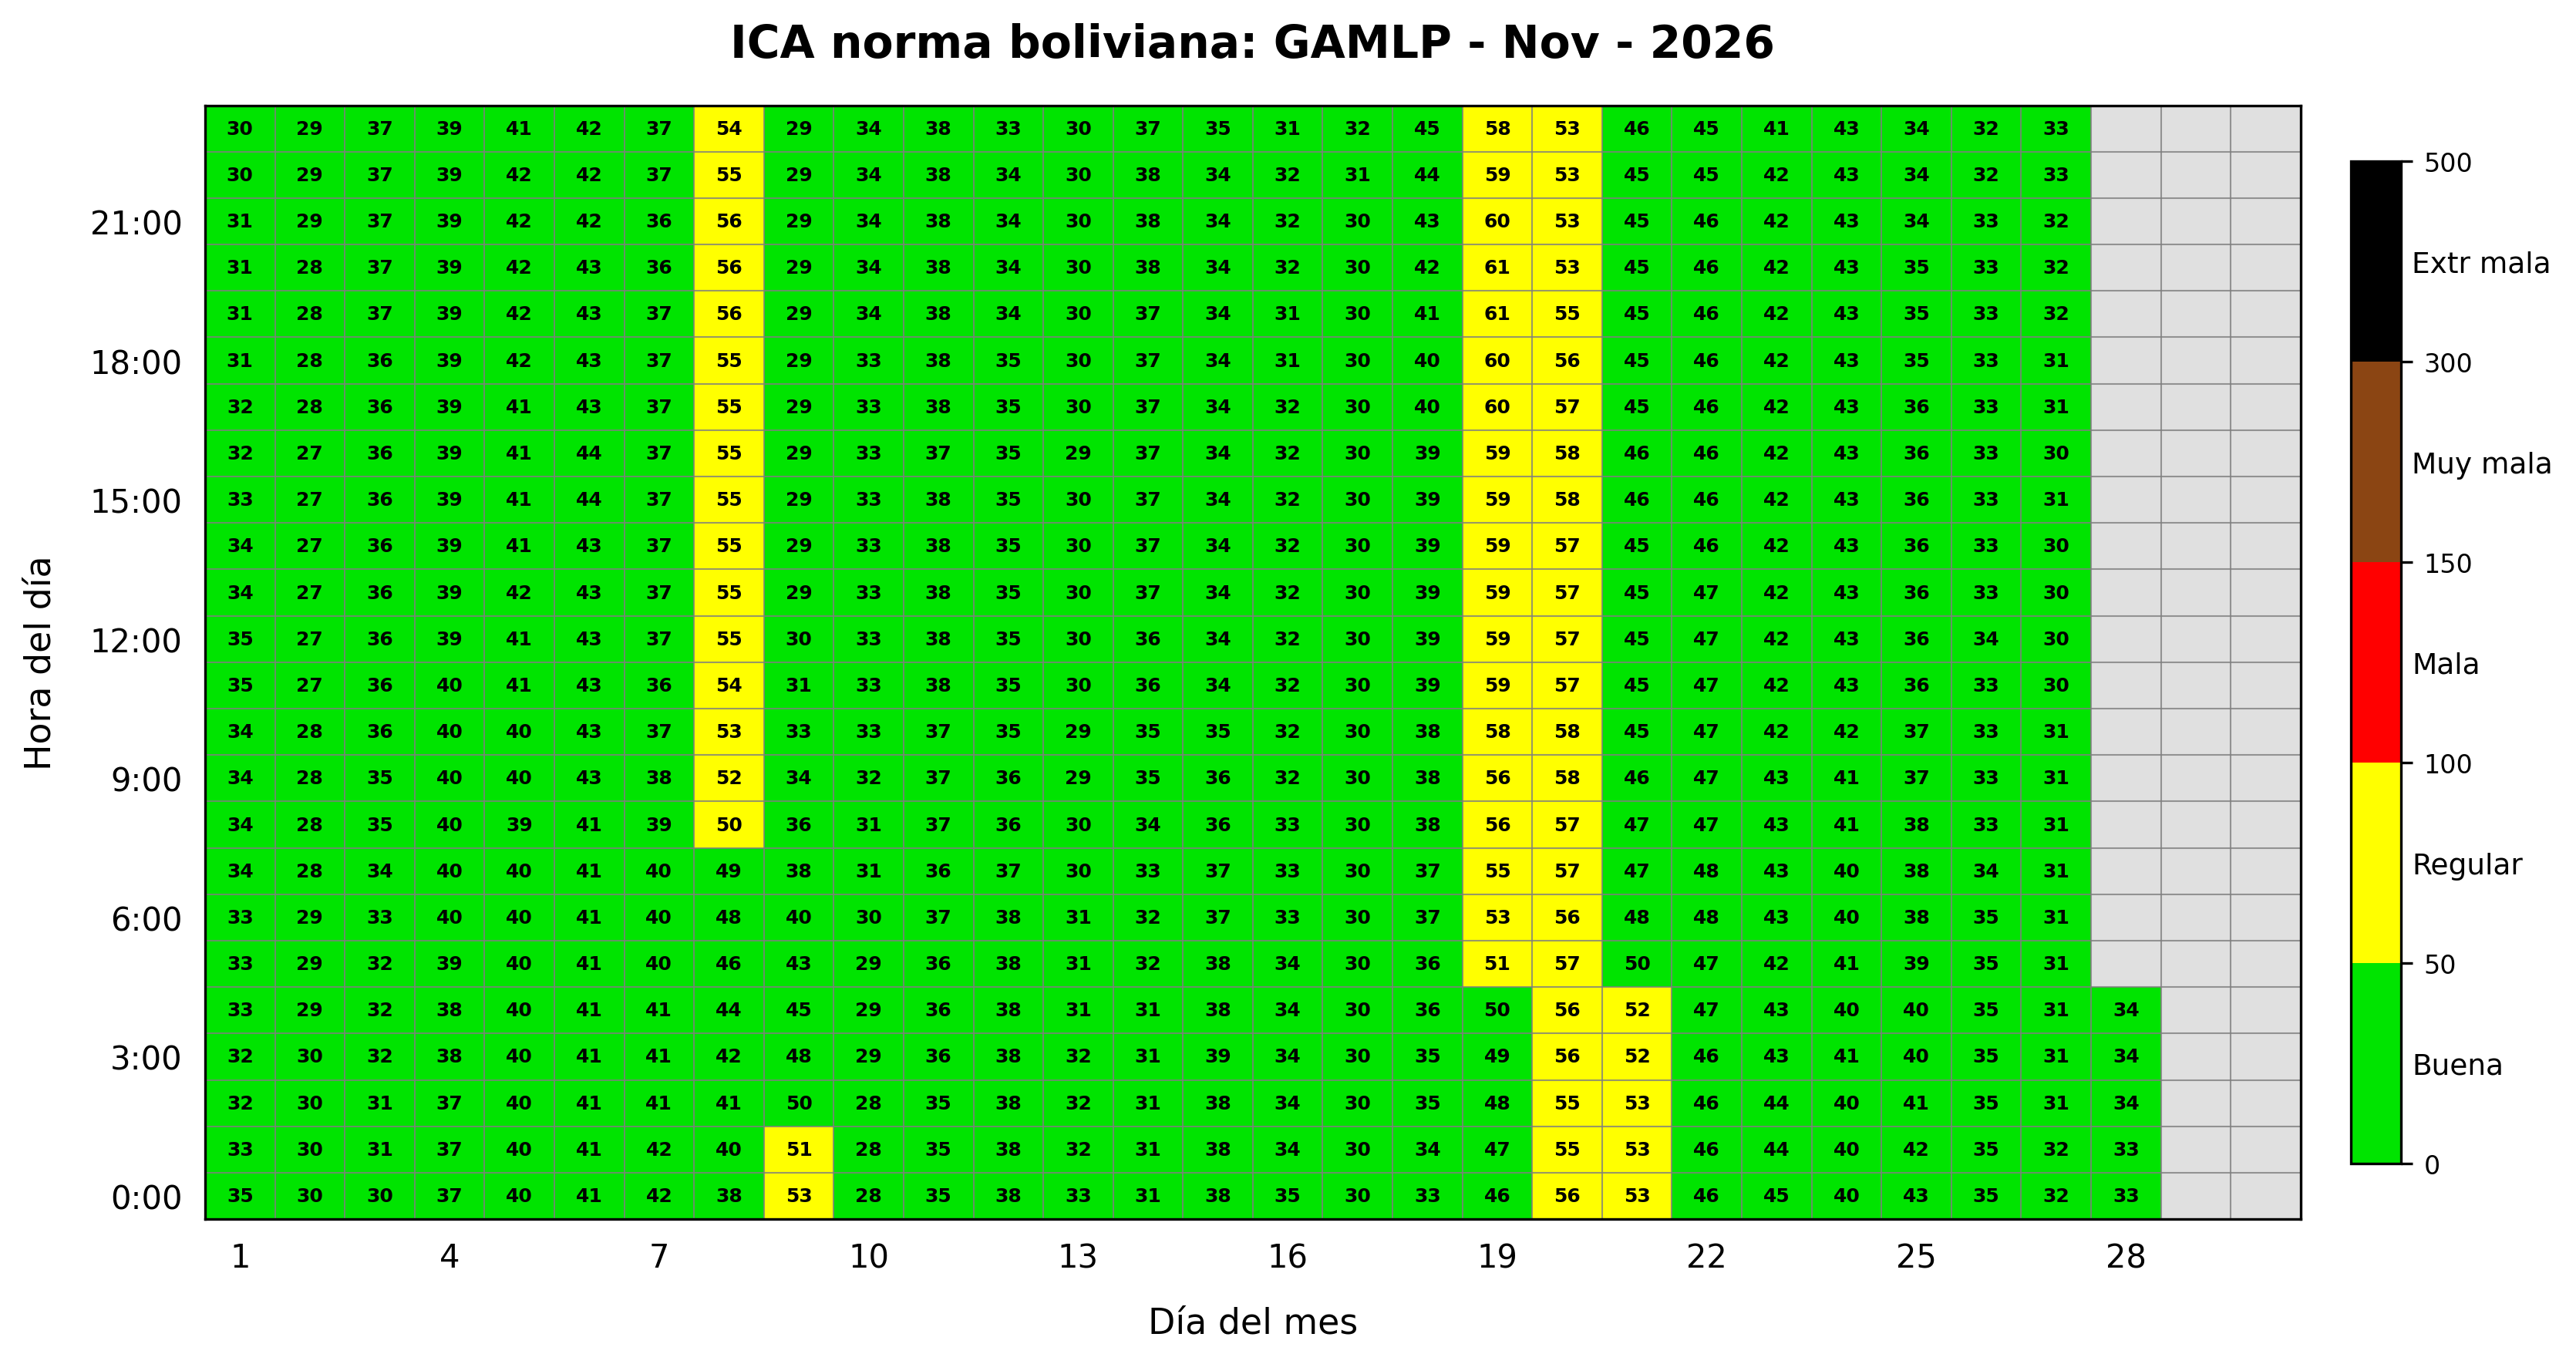 ICA norma boliviana: GAMLP - Nov - 2026
30 29 37 39 41 42 37 54 29 34 38 33 30 37 35 31 32 45 58 53 46 45 41 43 34 32 33
30 29 37 39 42 42 37 55 29 34 38 34 30 38 34 32 31 44 59 53 45 45 42 43 34 32 33
21:00 31 29 37 39 42 42 36 56 29 34 38 34 30 38 34 32 30 43 60 53 45 46 42 43 34 33 32
31 28 37 39 42 43 36 56 29 34 38 34 30 38 34 32 30 42 61 53 45 46 42 43 35 33 32
31 28 37 39 42 43 37 56 29 34 38 34 30 37 34 31 30 41 61 55 45 46 42 43 35 33 32
18:00 31 28 36 39 42 43 37 55 29 33 38 35 30 37 34 31 30 40 60 56 45 46 42 43 35 33 31
32 28 36 39 41 43 37 55 29 33 38 35 30 37 34 32 30 40 60 57 45 46 42 43 36 33 31
32 27 36 39 41 44 37 55 29 33 37 35 29 37 34 32 30 39 59 58 46 46 42 43 36 33 30
15:00 33 27 36 39 41 44 37 55 29 33 38 35 30 37 34 32 30 39 59 58 46 46 42 43 36 33 31
34 27 36 39 41 43 37 55 29 33 38 35 30 37 34 32 30 39 59 57 45 46 42 43 36 33 30
34 27 36 39 42 43 37 55 29 33 38 35 30 37 34 32 30 39 59 57 45 47 42 43 36 33 30
12:00 35 27 36 39 41 43 37 55 30 33 38 35 30 36 34 32 30 39 59 57 45 47 42 43 36 34 30
35 27 36 40 41 43 36 54 31 33 38 35 30 36 34 32 30 39 59 57 45 47 42 43 36 33 30
34 28 36 40 40 43 37 53 33 33 37 35 29 35 35 32 30 38 58 58 45 47 42 42 37 33 31
9:00 34 28 35 40 40 43 38 52 34 32 37 36 29 35 36 32 30 38 56 58 46 47 43 41 37 33 31
34 28 35 40 39 41 39 50 36 31 37 36 30 34 36 33 30 38 56 57 47 47 43 41 38 33 31
34 28 34 40 40 41 40 49 38 31 36 37 30 33 37 33 30 37 55 57 47 48 43 40 38 34 31
6:00 33 29 33 40 40 41 40 48 40 30 37 38 31 32 37 33 30 37 53 56 48 48 43 40 38 35 31
33 29 32 39 40 41 40 46 43 29 36 38 31 32 38 34 30 36 51 57 50 47 42 41 39 35 31
33 29 32 38 40 41 41 44 45 29 36 38 31 31 38 34 30 36 50 56 52 47 43 40 40 35 31 34
3:00 32 30 32 38 40 41 41 42 48 29 36 38 32 31 39 34 30 35 49 56 52 46 43 41 40 35 31 34
32 30 31 37 40 41 41 41 50 28 35 38 32 31 38 34 30 35 48 55 53 46 44 40 41 35 31 34
33 30 31 37 40 41 42 40 51 28 35 38 32 31 38 34 30 34 47 55 53 46 44 40 42 35 32 33
0:00 35 30 30 37 40 41 42 38 53 28 35 38 33 31 38 35 30 33 46 56 53 46 45 40 43 35 32 33
1 4 7 10 13 16 19 22 25 28
Día del mes
Hora del día
500
Extr mala
300
Muy mala
150
Mala
100
Regular
50
Buena
0